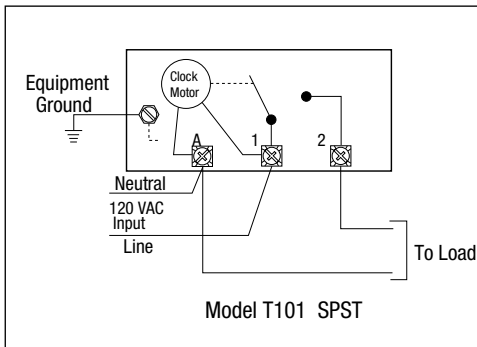 Clock
Motor
Equipment
Ground
A
1
2
Neutral
120 VAC
Input
Line
To Load
Model T101 SPST